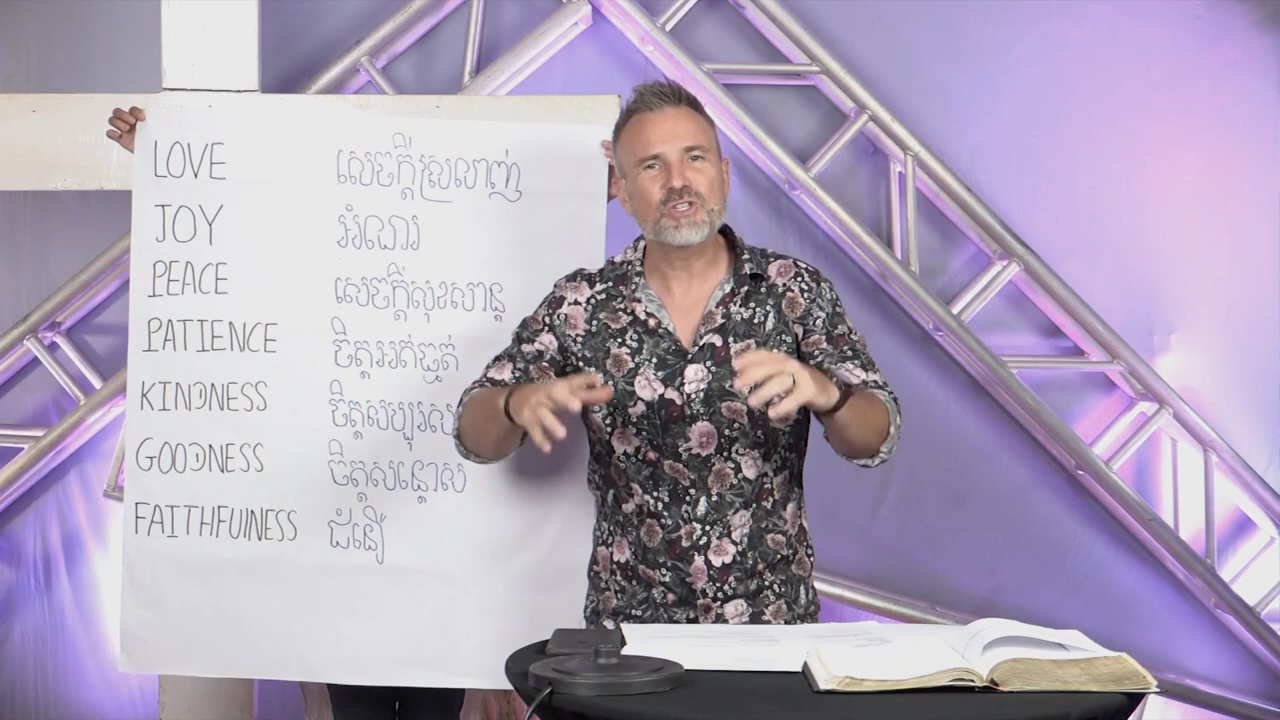 LOVE សេចក្ដីស្រលាញ់
JOY អំណរ
PEACE សេចក្ដីសុខសាន្ត
PATIENCE ចិត្តអត់ធ្មត់
KINDNESS ចិត្តសប្បុរស
GOODNESS ចិត្តសន្ដោស
FAITHFULNESS ជំនឿ